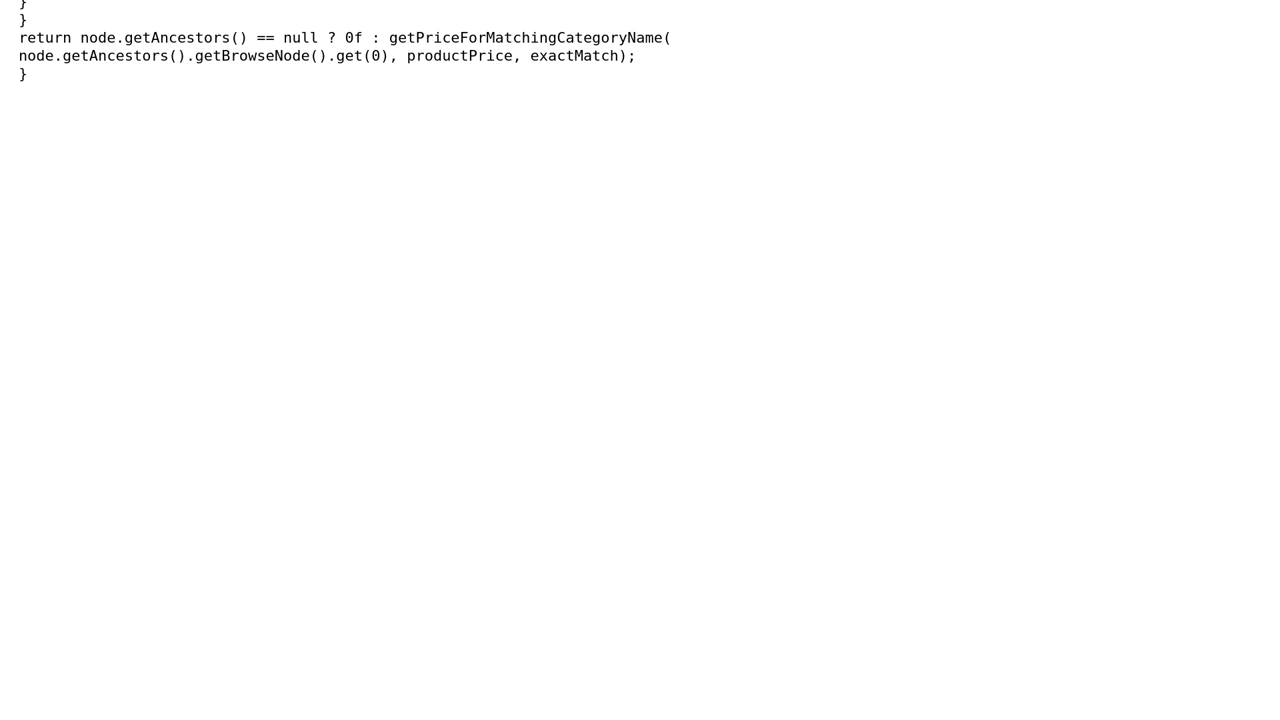 }
}
return node.getAncestors() == null ? 0f : getPriceForMatchingCategoryName(
node.getAncestors().getBrowseNode().get(0), productPrice, exactMatch);
}